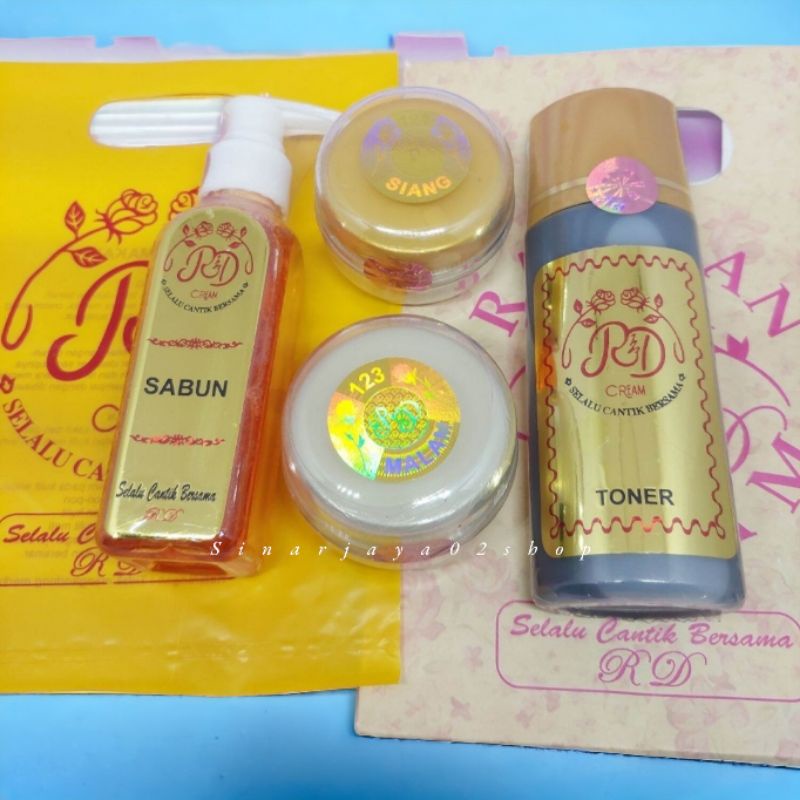 R&D
CREAM
SELALU CANTIK BERSAMA
SABUN
Selalu Cantik Bersama
RD
SIANG
123
RD
MALAM
R&D
CREAM
SELALU CANTIK BERSAMA
TONER
SELALU CANTIK
Selalu Cantik Bersama
RD
Selalu Cantik Bersama
RD
Sinarjaya02shop